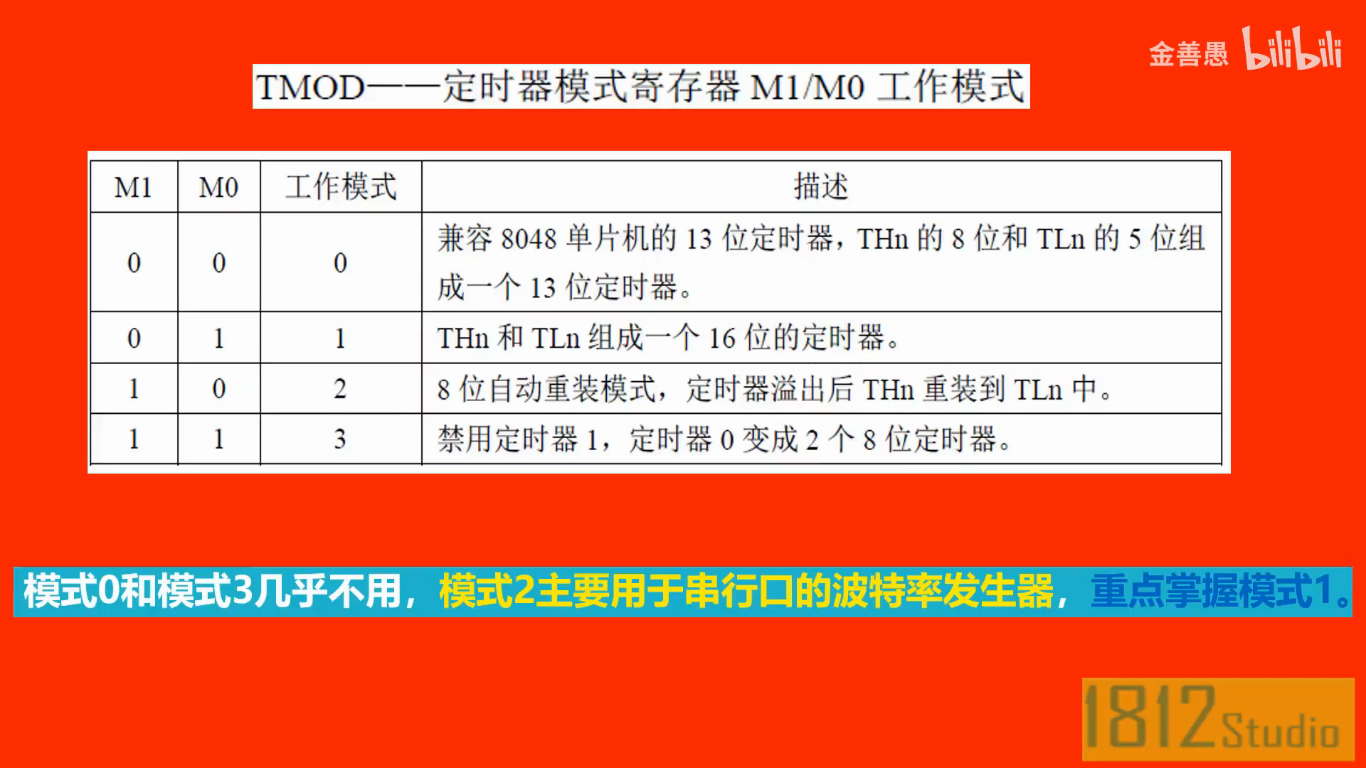 金善愚 bilibili
TMOD——定时器模式寄存器 M1/M0 工作模式
M1 M0 工作模式 描述
0 0 0 兼容 8048 单片机的 13 位定时器，THn 的 8 位和 TLn 的 5 位组
成一个 13 位定时器。
0 1 1 THn 和 TLn 组成一个 16 位的定时器。
1 0 2 8 位自动重装模式，定时器溢出后 THn 重装到 TLn 中。
1 1 3 禁用定时器 1，定时器 0 变成 2 个 8 位定时器。
模式0和模式3几乎不用，模式2主要用于串行口的波特率发生器，重点掌握模式1。
1812 Studio